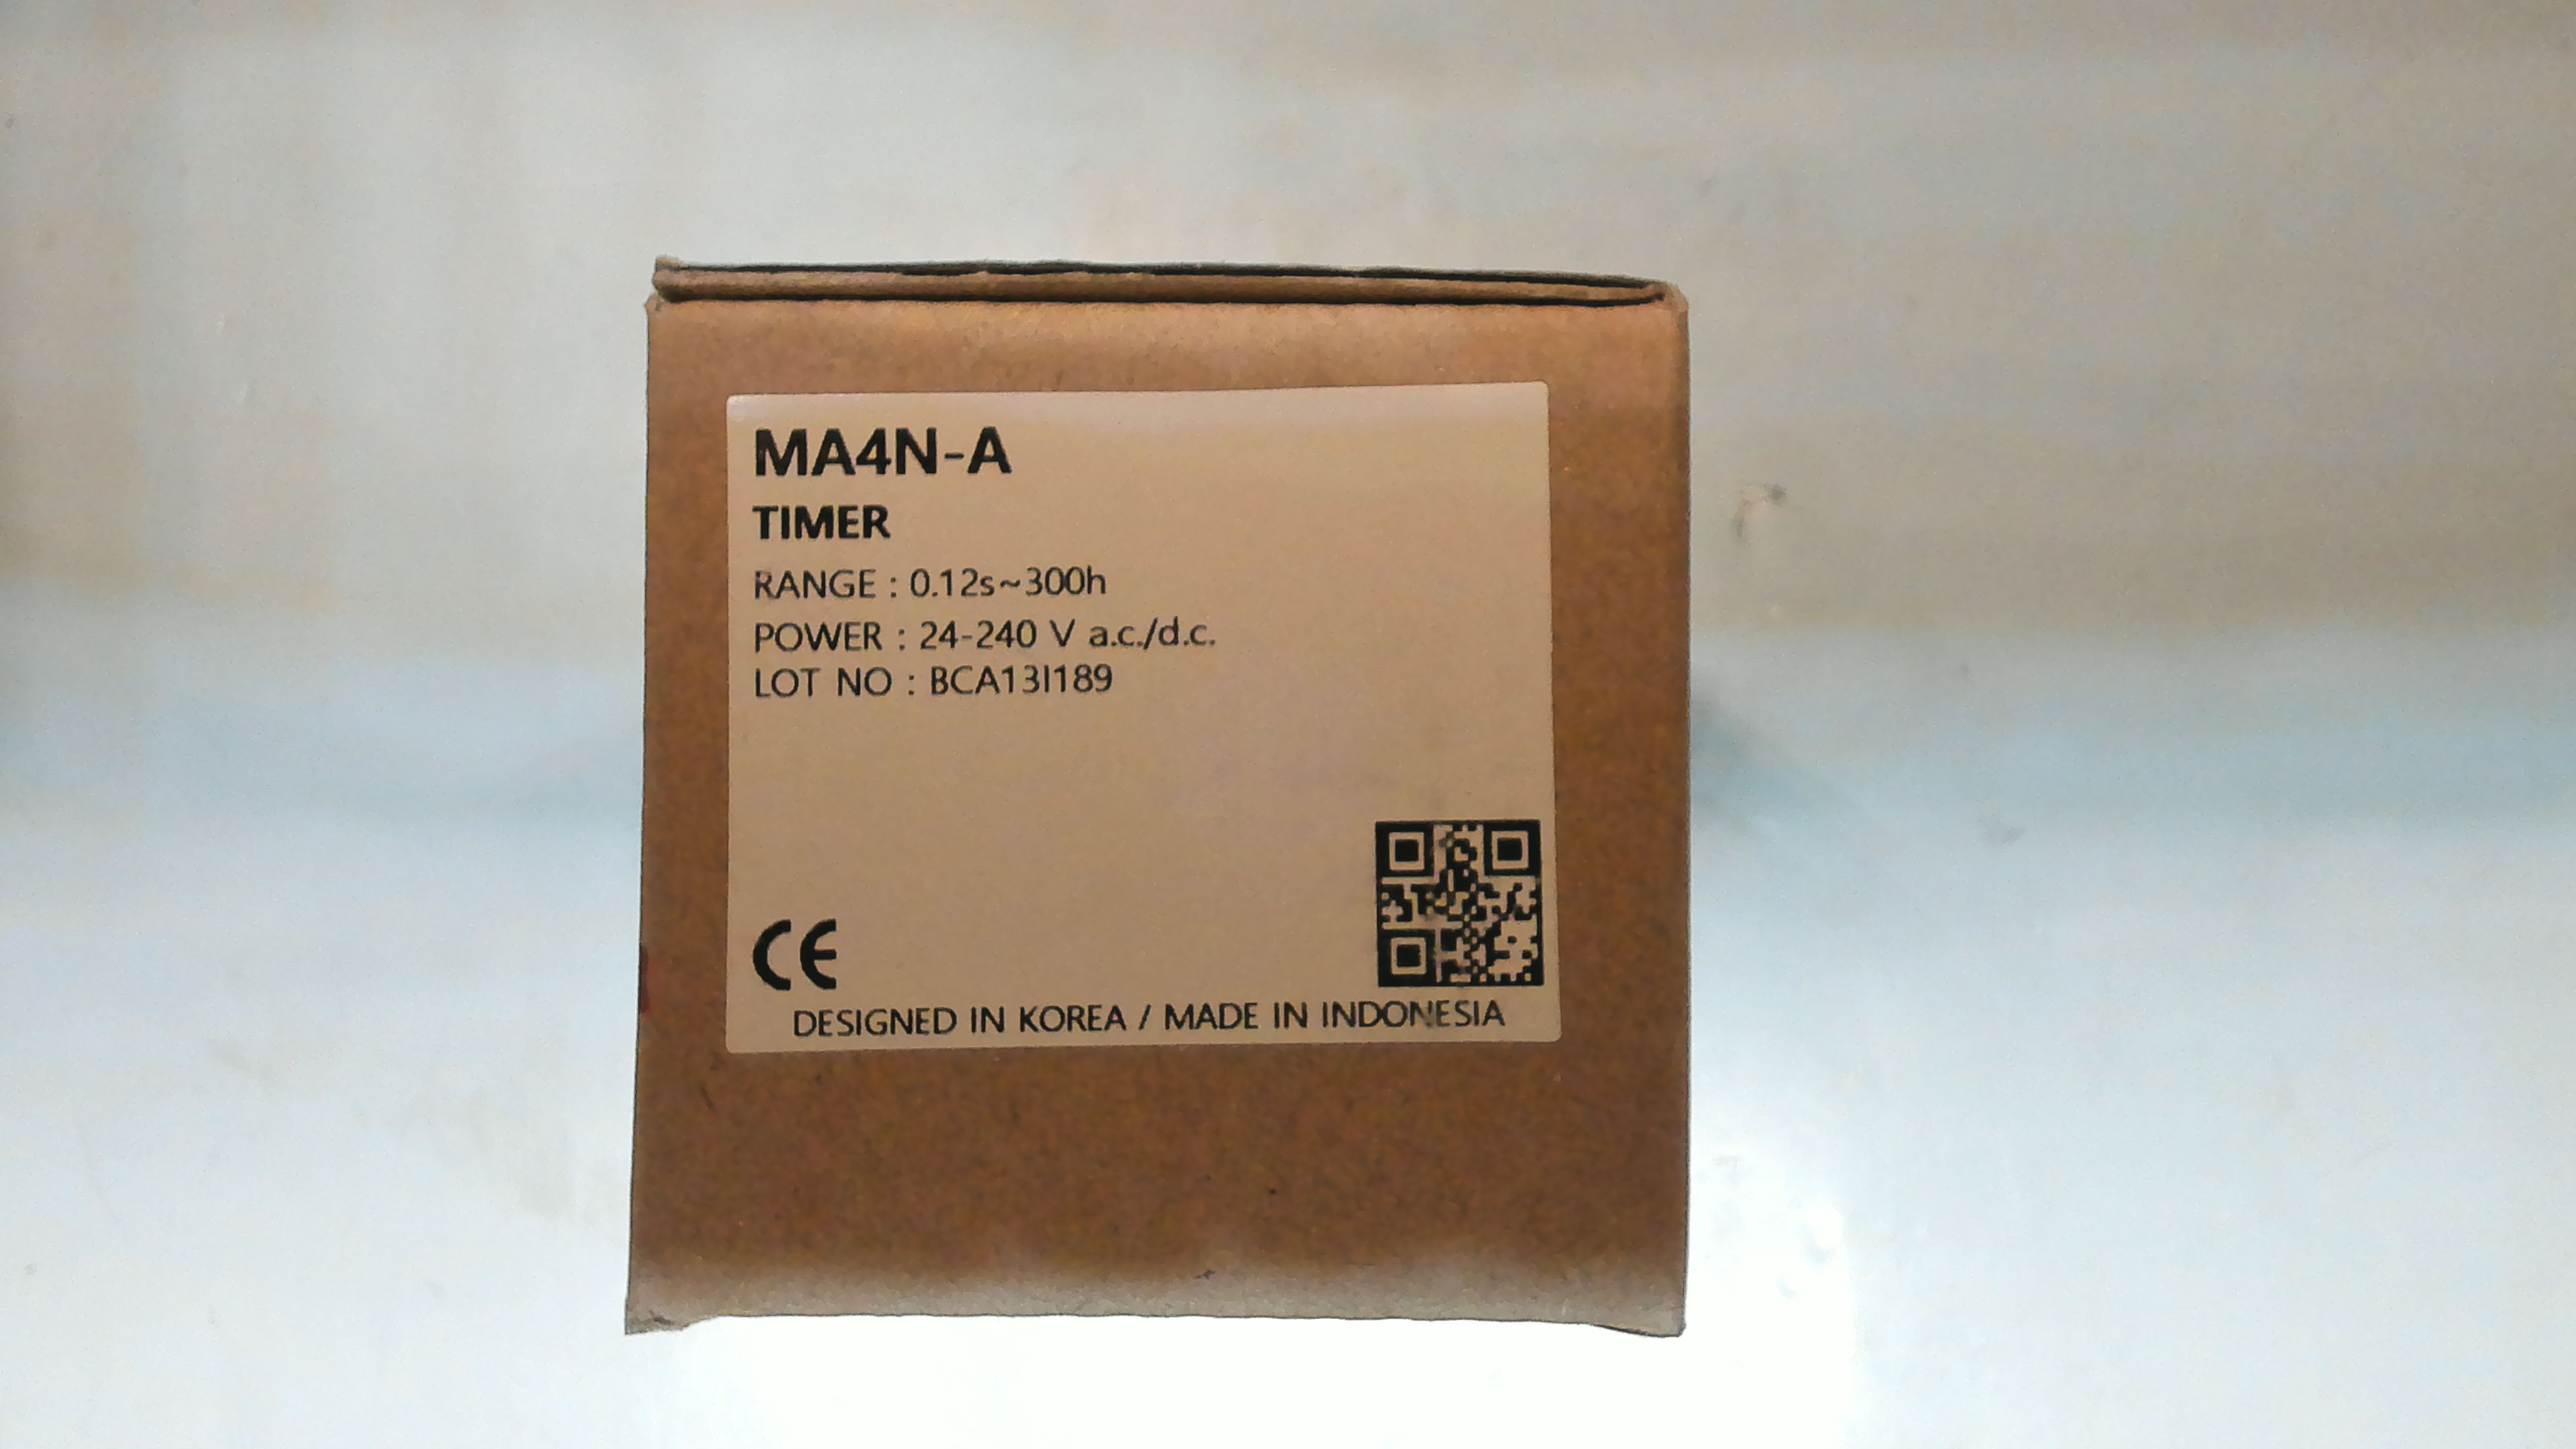 MA4N-A
TIMER
RANGE : 0.12s~300h
POWER : 24-240 V a.c./d.c.
LOT NO : BCA13I189
CE
DESIGNED IN KOREA / MADE IN INDONESIA